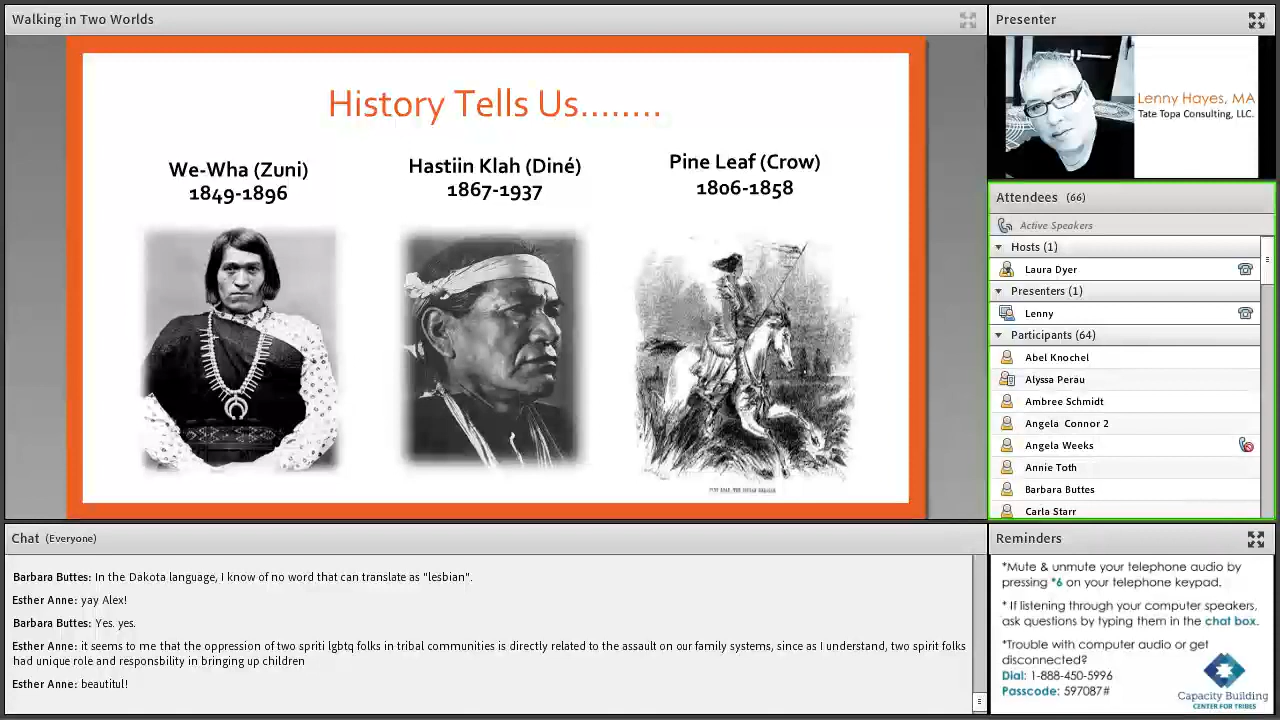 Walking in Two Worlds
History Tells Us........
We-Wha (Zuni)
1849-1896
Hastiin Klah (Diné)
1867-1937
Pine Leaf (Crow)
1806-1858
Presenter
Lenny Hayes, MA
Tate Topa Consulting, LLC.
Attendees (66)
Active Speakers
Hosts (1)
Laura Dyer
Presenters (1)
Lenny
Participants (64)
Abel Knochel
Alyssa Perau
Ambree Schmidt
Angela Connor 2
Angela Weeks
Annie Toth
Barbara Buttes
Carla Starr
Chat (Everyone)
Barbara Buttes: In the Dakota language, I know of no word that can translate as "lesbian".
Esther Anne: yay Alex!
Barbara Buttes: Yes. yes.
Esther Anne: it seems to me that the oppression of two spriti lgbtq folks in tribal communities is directly related to the assault on our family systems, since as I understand, two spirit folks
had unique role and responsbility in bringing up children
Esther Anne: beautitul!
Reminders
*Mute & unmute your telephone audio by
pressing *6 on your telephone keypad.
* If listening through your computer speakers,
ask questions by typing them in the chat box.
*Trouble with computer audio or get
disconnected?
Dial: 1-888-450-5996
Passcode: 597087#
Capacity Building
CENTER FOR TRIBES